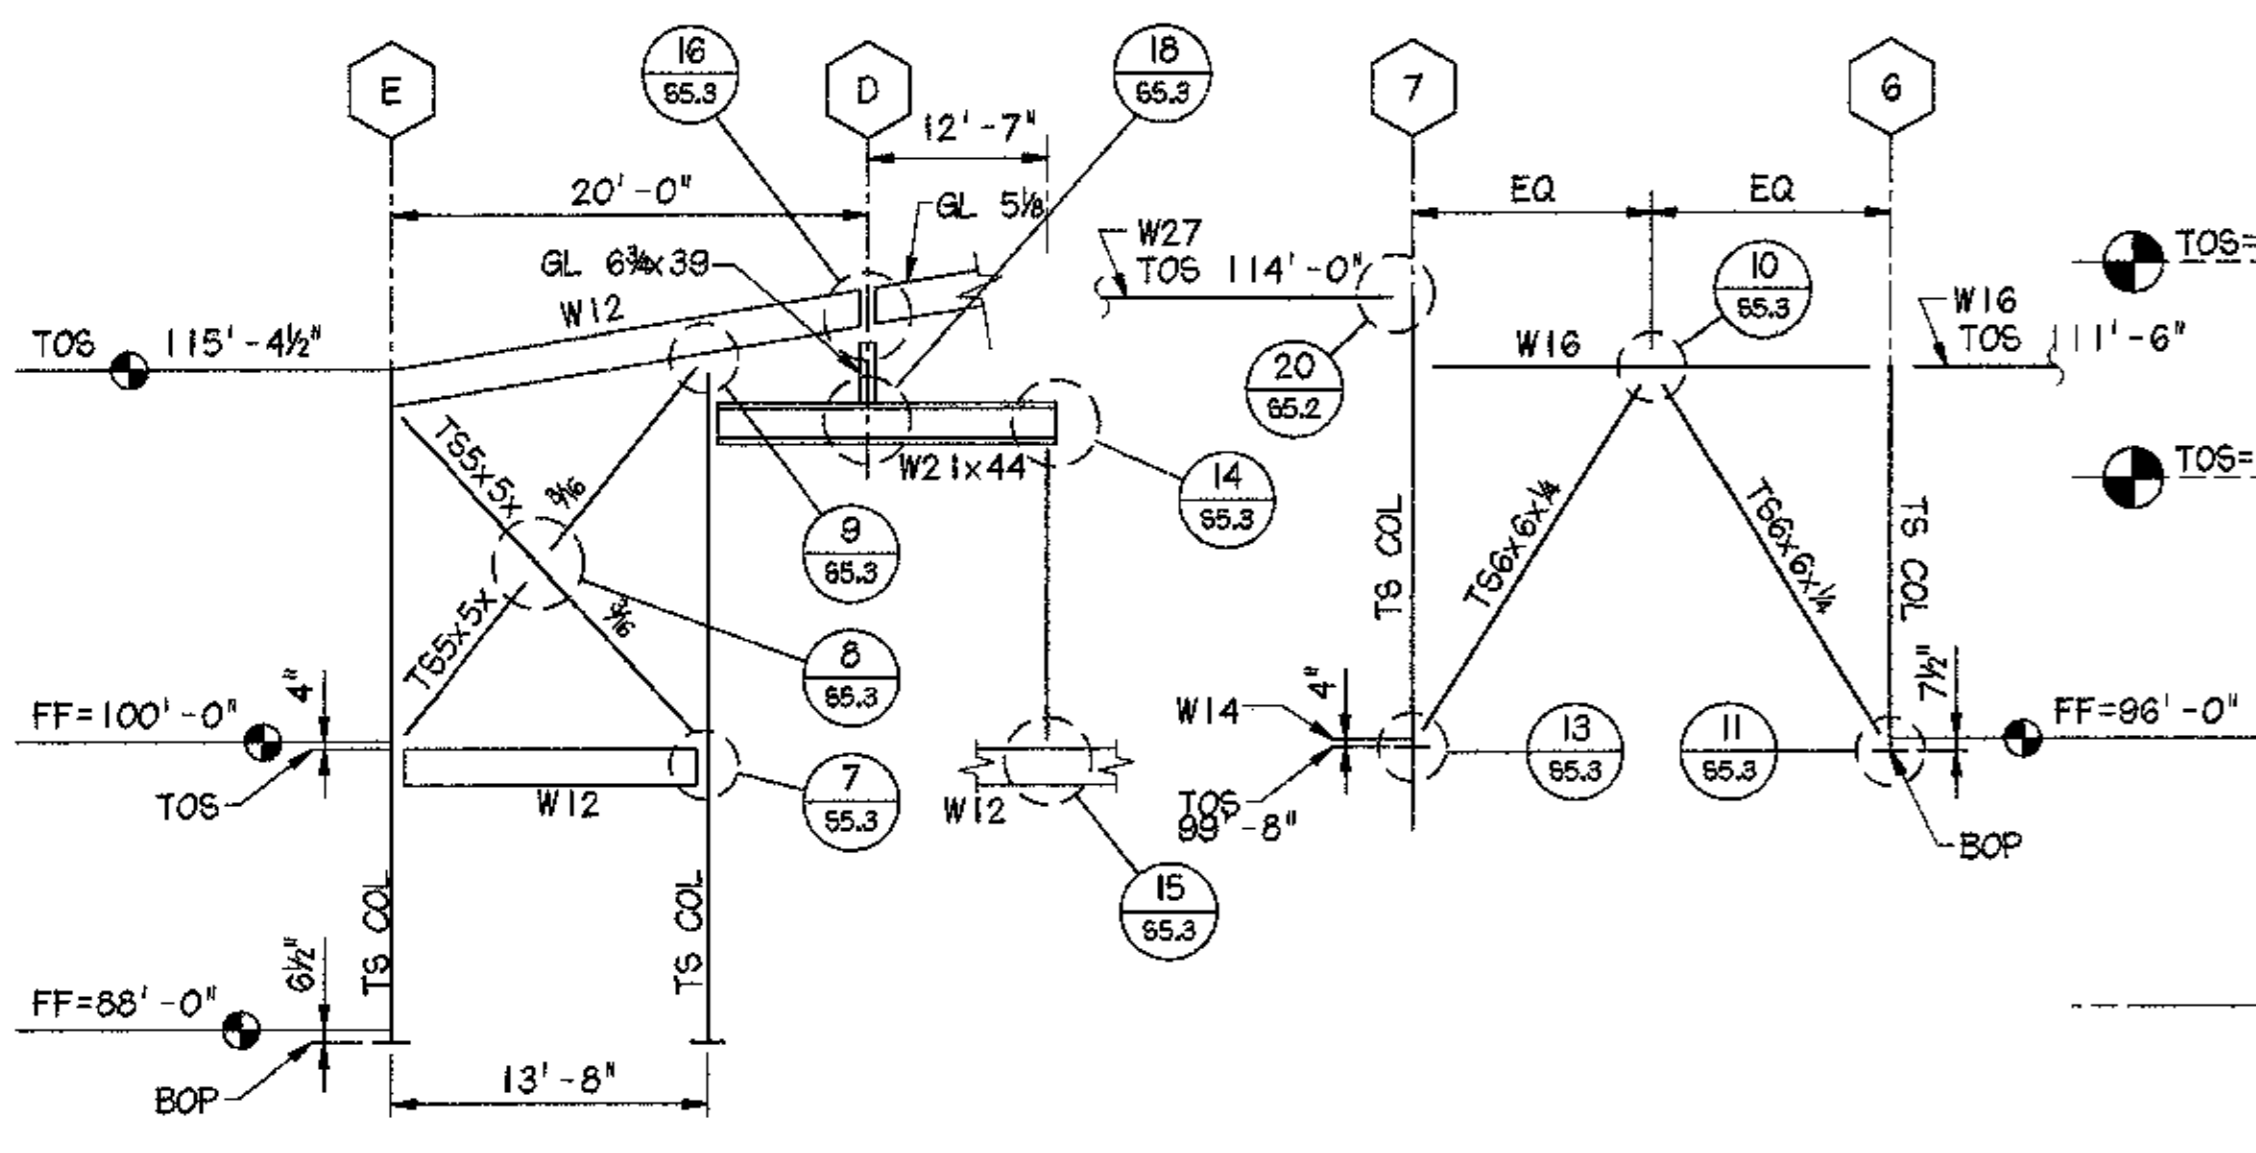 E
16
S5.3
D
18
S5.3
7
6
12'-7"
20'-0"
GL 5⅛
EQ
EQ
W27
TOS 114'-0"
10
S5.3
TOS=
GL 6¾x39
W12
TOS 115'-4½"
W16
W16
TOS 111'-6"
20
S5.2
TS5x5x
3/16
W21x44
14
S5.3
TOS=
9
S5.3
TS COL
TS6x6x¼
TS6x6x¼
TS COL
TS5x5x
3/16
8
S5.3
4"
FF=100'-0"
TOS
W12
7
S5.3
W12
W14
4"
TOS
99'-8"
13
S5.3
11
S5.3
7½"
FF=96'-0"
BOP
TS COL
TS COL
15
S5.3
6½"
FF=88'-0"
BOP
13'-8"